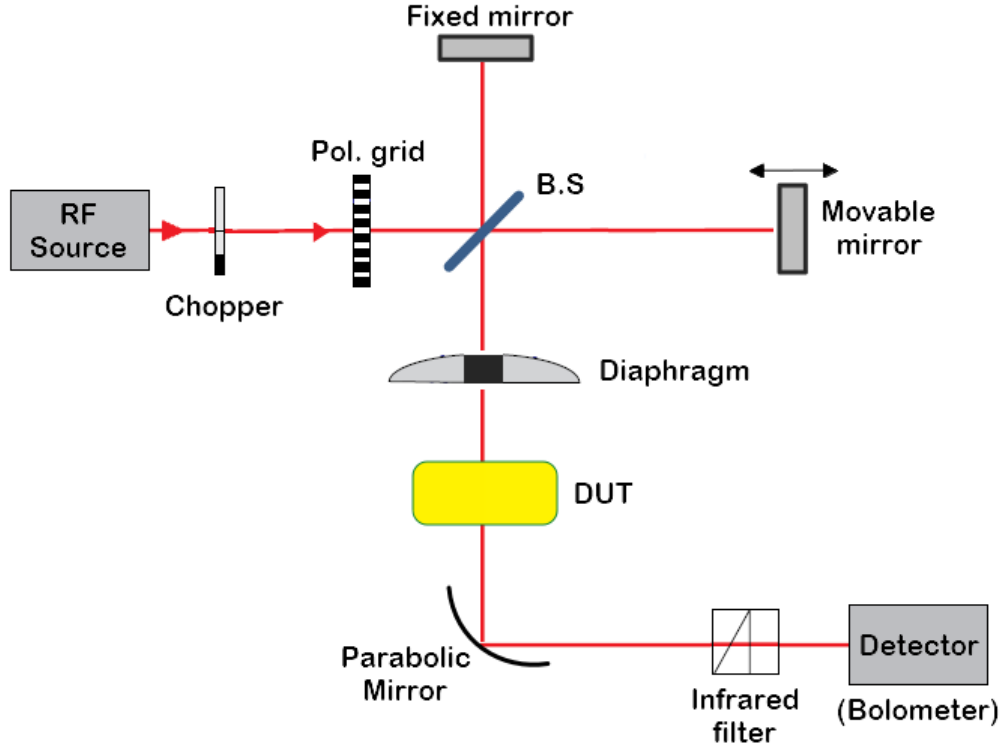 Fixed mirror
Pol. grid
B.S
RF
Source
Movable
mirror
Chopper
Diaphragm
DUT
Parabolic
Mirror
Detector
Infrared
filter
(Bolometer)